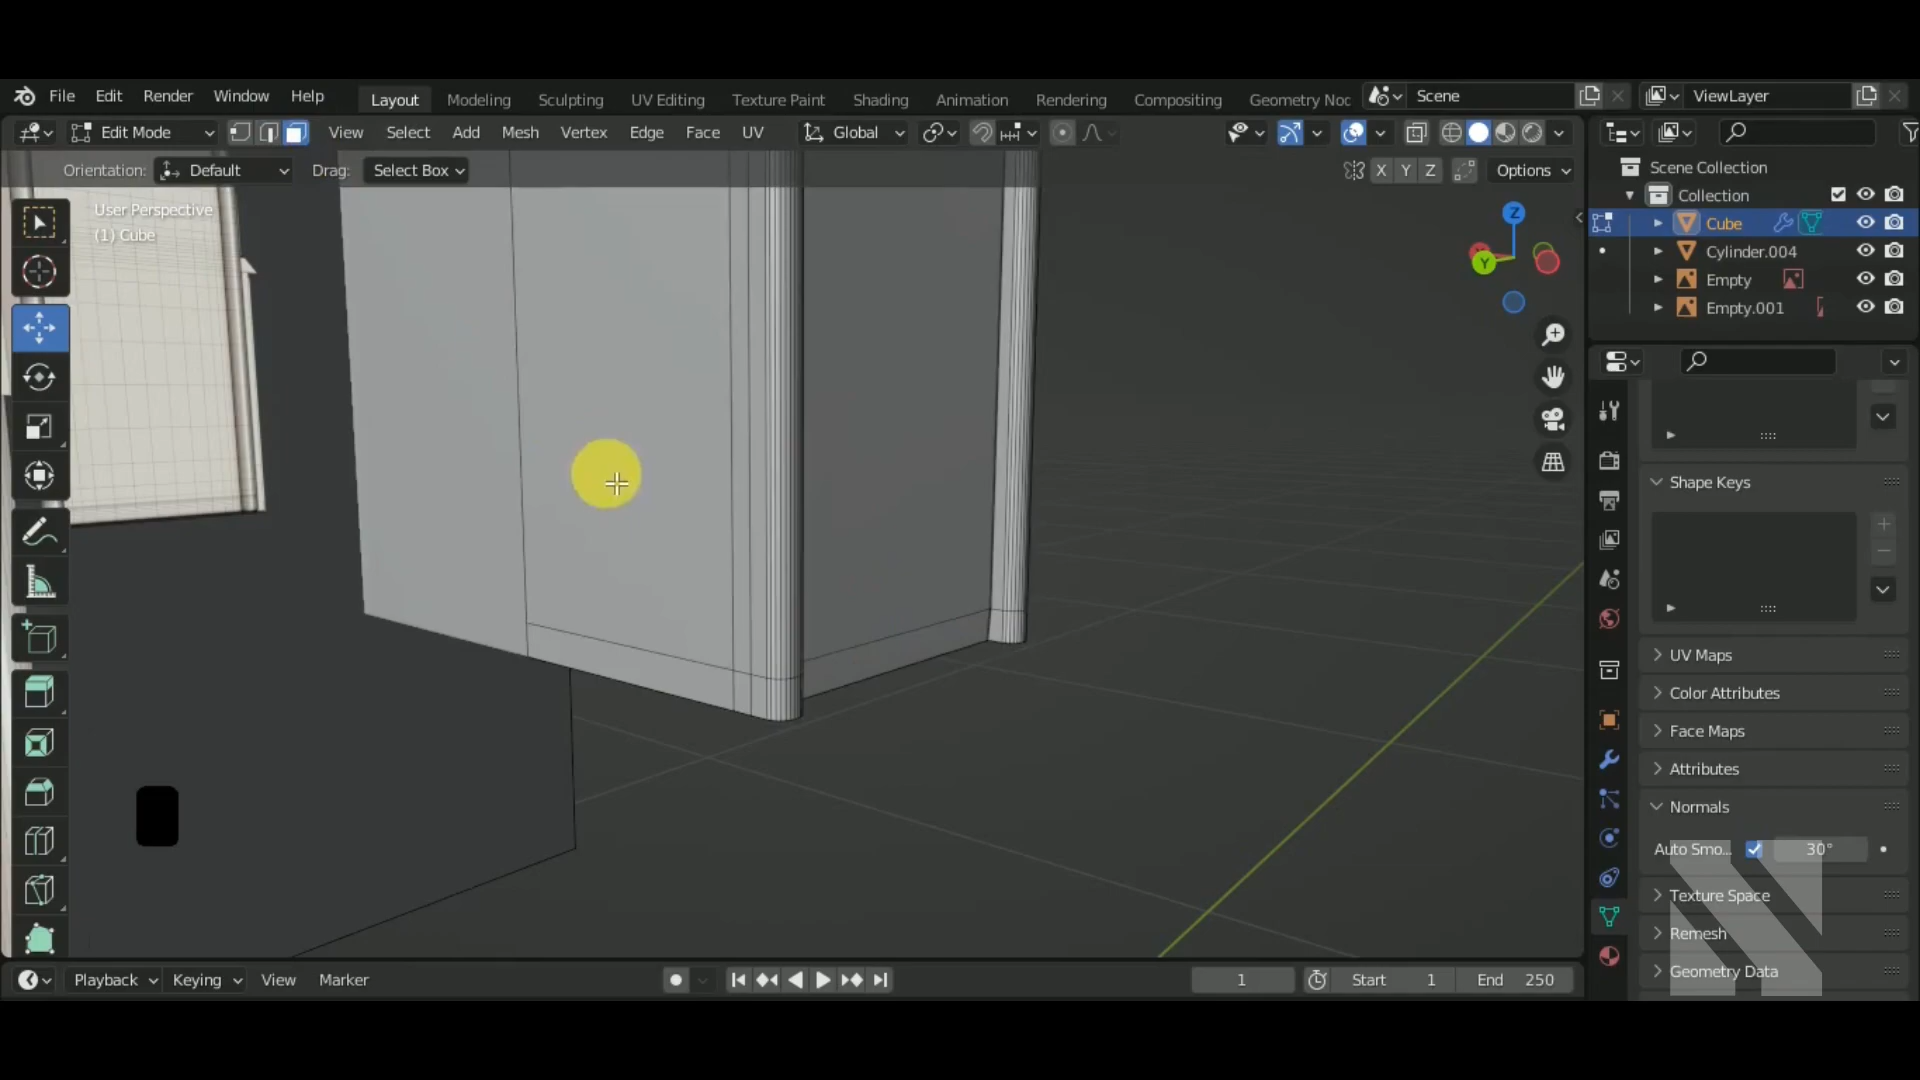 File Edit Render Window Help Layout Modeling Sculpting UV Editing Texture Paint Shading Animation Rendering Compositing Geometry Noc Scene ViewLayer
Edit Mode View Select Add Mesh Vertex Edge Face UV Global
Orientation: Default Drag: Select Box X Y Z Options
User Perspective
(1) Cube
Z
Y
Scene Collection
Collection
Cube
Cylinder.004
Empty
Empty.001
Shape Keys
UV Maps
Color Attributes
Face Maps
Attributes
Normals
Auto Smo... 30°
Texture Space
Remesh
Geometry Data
Playback Keying View Marker 1 Start 1 End 250